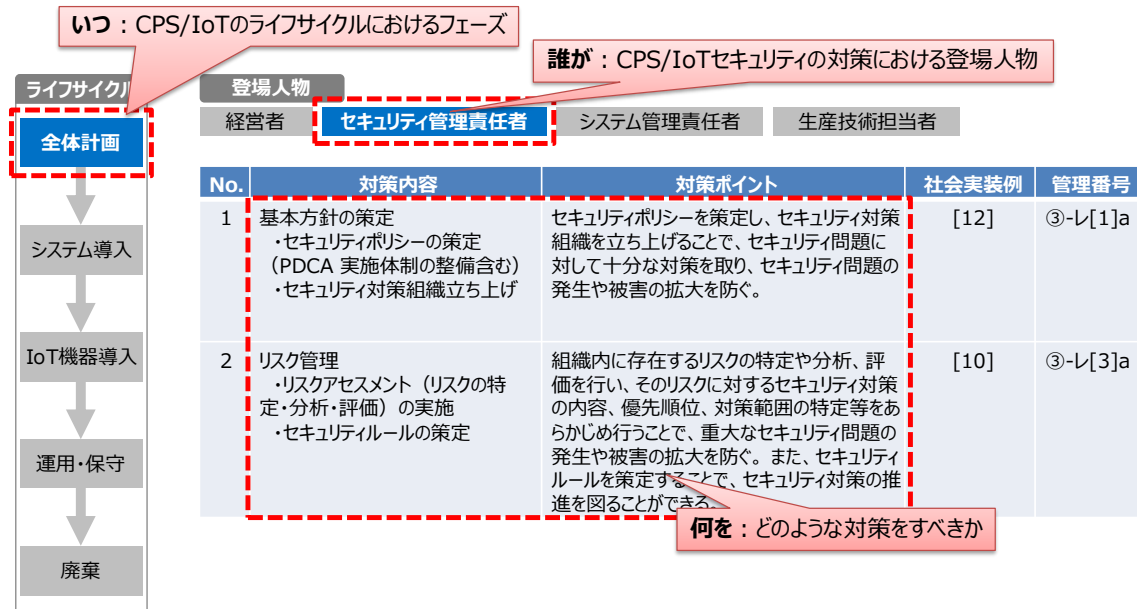 いつ：CPS/IoTのライフサイクルにおけるフェーズ
誰が：CPS/IoTセキュリティの対策における登場人物
ライフサイクル
登場人物
経営者
セキュリティ管理責任者
システム管理責任者
生産技術担当者
全体計画
システム導入
IoT機器導入
運用・保守
廃棄
No.
対策内容
対策ポイント
社会実装例
管理番号
1
基本方針の策定
・セキュリティポリシーの策定
（PDCA 実施体制の整備含む）
・セキュリティ対策組織立ち上げ
セキュリティポリシーを策定し、セキュリティ対策
組織を立ち上げることで、セキュリティ問題に
対して十分な対策を取り、セキュリティ問題の
発生や被害の拡大を防ぐ。
[12]
③-レ[1]a
2
リスク管理
・リスクアセスメント（リスクの特
定・分析・評価）の実施
・セキュリティルールの策定
組織内に存在するリスクの特定や分析、評
価を行い、そのリスクに対するセキュリティ対策
の内容、優先順位、対策範囲の特定等をあ
らかじめ行うことで、重大なセキュリティ問題の
発生や被害の拡大を防ぐ。また、セキュリティ
ルールを策定することで、セキュリティ対策の推
進を図ることができる。
[10]
③-レ[3]a
何を：どのような対策をすべきか